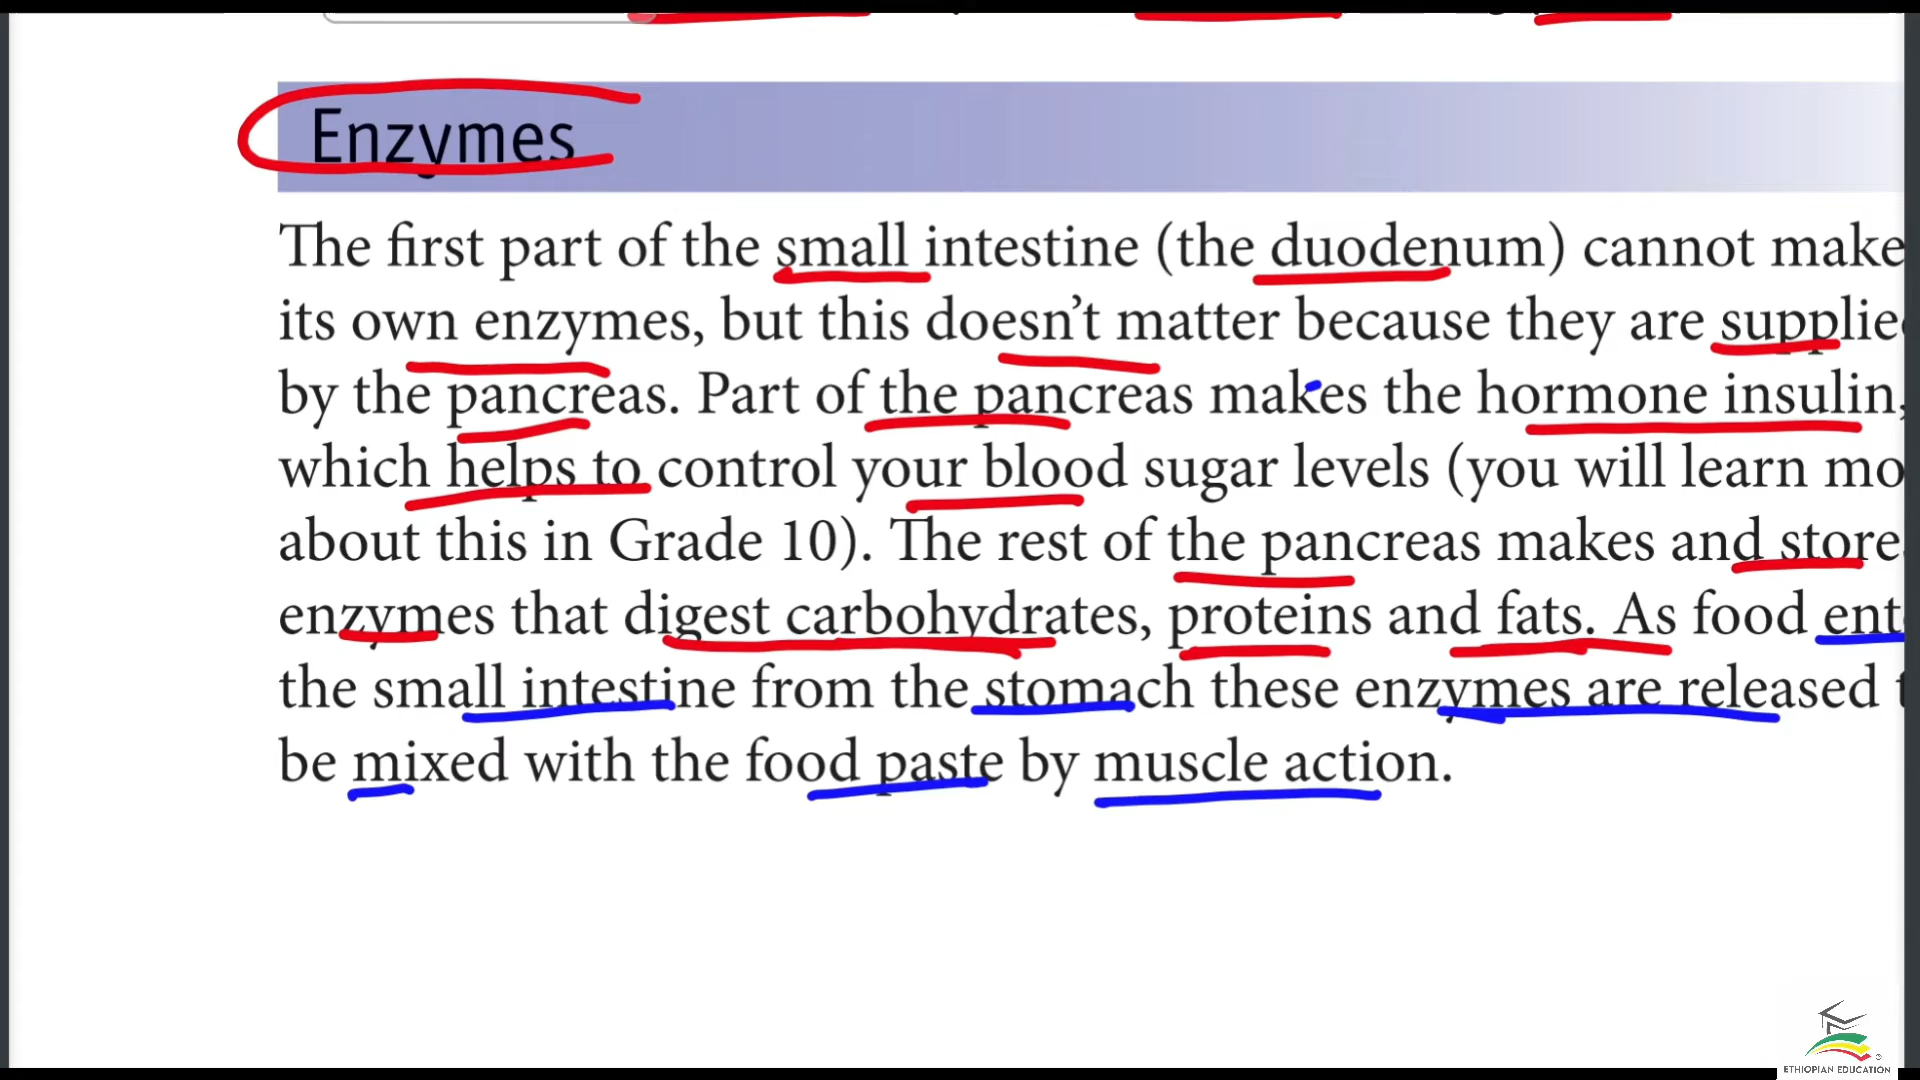 Enzymes
The first part of the small intestine (the duodenum) cannot make
its own enzymes, but this doesn’t matter because they are supplie
by the pancreas. Part of the pancreas makes the hormone insulin,
which helps to control your blood sugar levels (you will learn mo
about this in Grade 10). The rest of the pancreas makes and store
enzymes that digest carbohydrates, proteins and fats. As food ent
the small intestine from the stomach these enzymes are released t
be mixed with the food paste by muscle action.
ETHIOPIAN EDUCATION